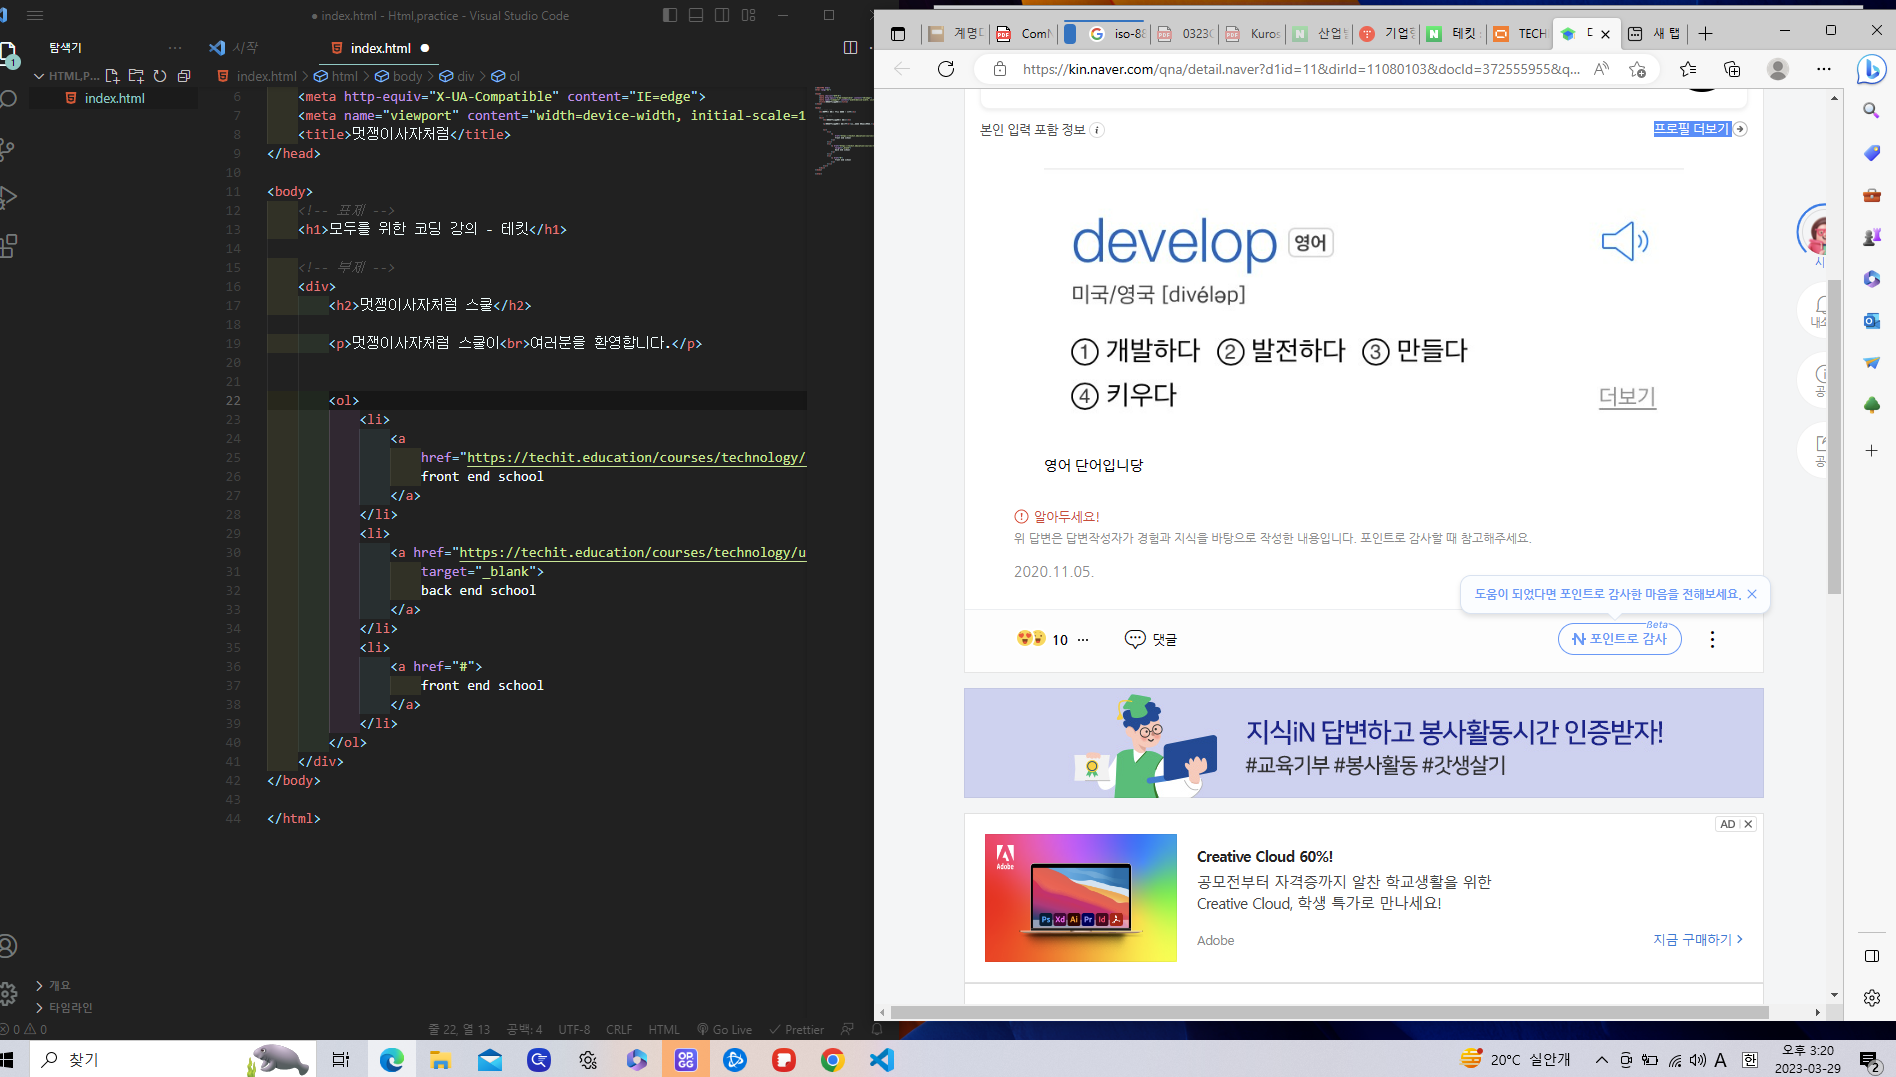 ● index.html - Html,practice - Visual Studio Code
탐색기
시작
index.html ●
HTML,P...
index.html > html > body > div > ol
index.html
6 <meta http-equiv="X-UA-Compatible" content="IE=edge">
7 <meta name="viewport" content="width=device-width, initial-scale=1
8 <title>멋쟁이사자처럼</title>
9 </head>
10
11 <body>
12 <!-- 표제 -->
13 <h1>모두를 위한 코딩 강의 - 테킷</h1>
14
15 <!-- 부제 -->
16 <div>
17 <h2>멋쟁이사자처럼 스쿨</h2>
18
19 <p>멋쟁이사자처럼 스쿨이<br>여러분을 환영합니다.</p>
20
21
22 <ol>
23 <li>
24 <a
25 href="https://techit.education/courses/technology/
26 front end school
27 </a>
28 </li>
29 <li>
30 <a href="https://techit.education/courses/technology/u
31 target="_blank">
32 back end school
33 </a>
34 </li>
35 <li>
36 <a href="#">
37 front end school
38 </a>
39 </li>
40 </ol>
41 </div>
42 </body>
43
44 </html>
개요
타임라인
0 0
줄 22, 열 13 공백: 4 UTF-8 CRLF HTML Go Live Prettier
계명 Com iso-88 0323 Kuros 산업 기업 테킷 TECH 새 탭
https://kin.naver.com/qna/detail.naver?d1id=11&dirId=11080103&docId=372555955&q...
본인 입력 포함 정보
프로필 더보기
develop 영어
미국/영국 [divéləp]
① 개발하다 ② 발전하다 ③ 만들다
④ 키우다
더보기
영어 단어입니당
알아두세요!
위 답변은 답변작성자가 경험과 지식을 바탕으로 작성한 내용입니다. 포인트로 감사할 때 참고해주세요.
2020.11.05.
도움이 되었다면 포인트로 감사한 마음을 전해보세요.
10 ··· 댓글
Beta
N 포인트로 감사
지식iN 답변하고 봉사활동시간 인증받자!
#교육기부 #봉사활동 #갓생살기
AD
Adobe
Ps Xd Ai Pr Id
Creative Cloud 60%!
공모전부터 자격증까지 알찬 학교생활을 위한
Creative Cloud, 학생 특가로 만나세요!
Adobe
지금 구매하기 >
찾기
OP.GG
20°C 실안개
A 한
오후 3:20
2023-03-29
2